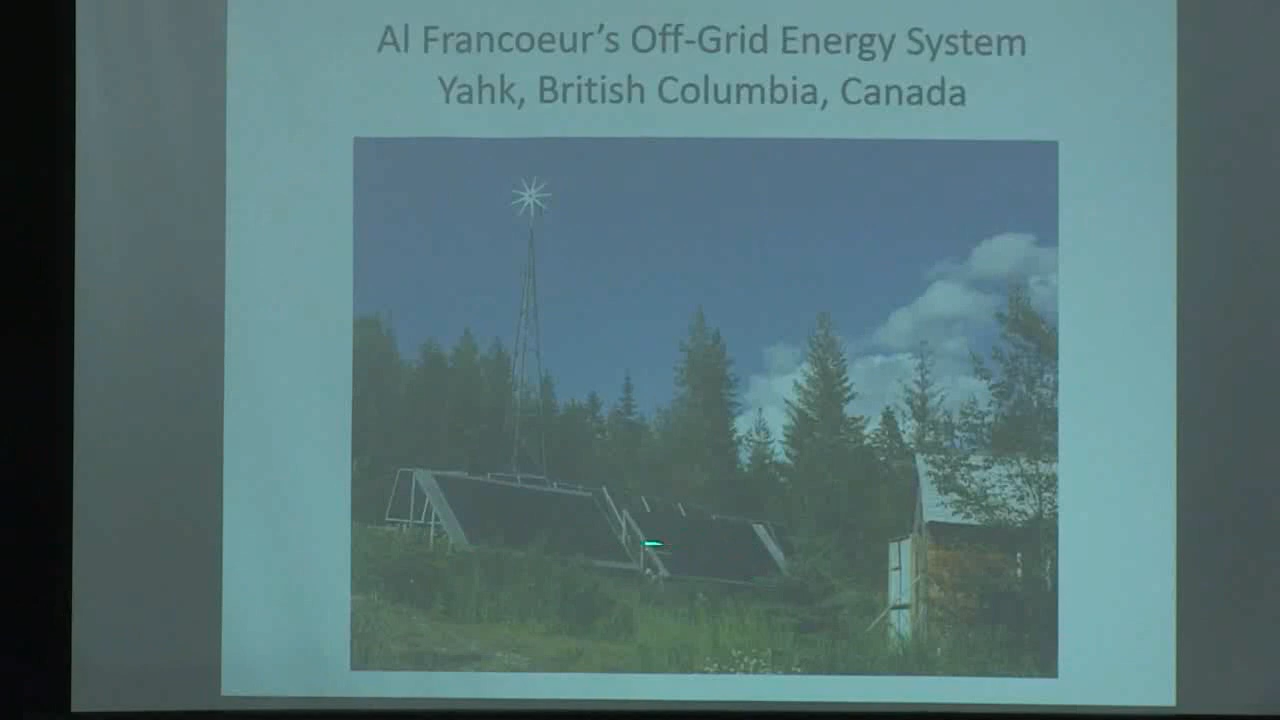 Al Francoeur's Off-Grid Energy System
Yahk, British Columbia, Canada